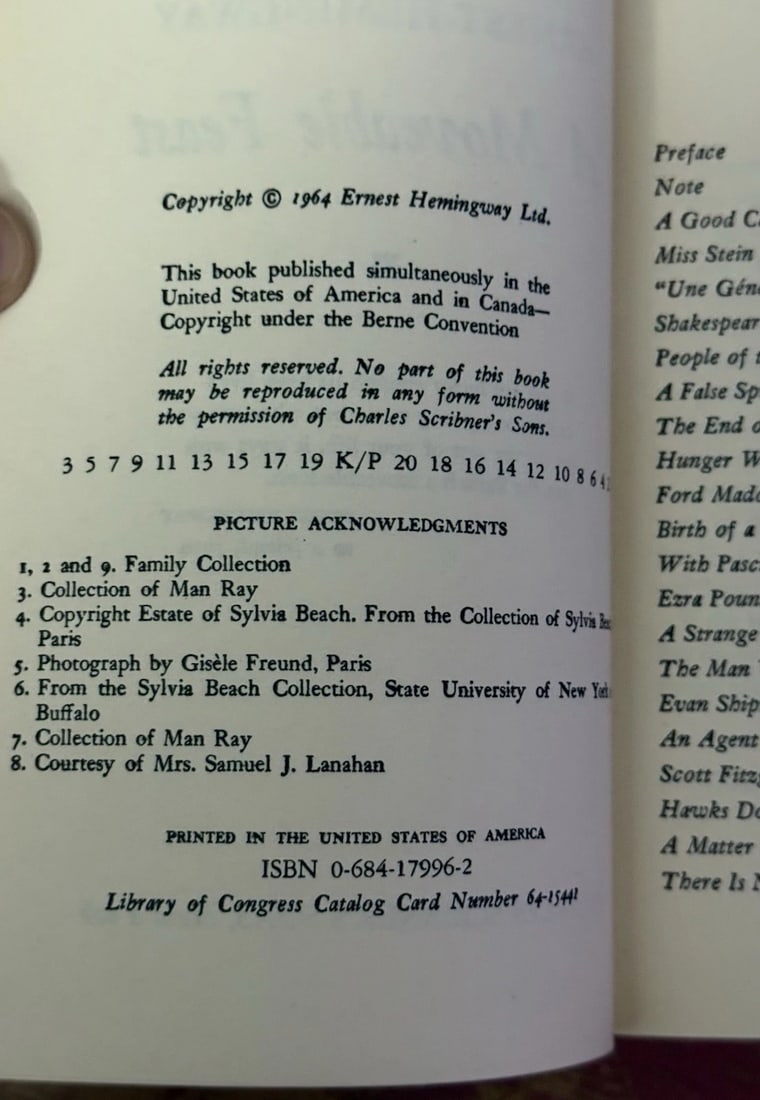 Copyright © 1964 Ernest Hemingway Ltd.
This book published simultaneously in the
United States of America and in Canada—
Copyright under the Berne Convention
All rights reserved. No part of this book
may be reproduced in any form without
the permission of Charles Scribner's Sons.
3 5 7 9 11 13 15 17 19 K/P 20 18 16 14 12 10 8 6 4
PICTURE ACKNOWLEDGMENTS
1, 2 and 9. Family Collection
3. Collection of Man Ray
4. Copyright Estate of Sylvia Beach. From the Collection of Sylvia
Paris
5. Photograph by Gisèle Freund, Paris
6. From the Sylvia Beach Collection, State University of New York
Buffalo
7. Collection of Man Ray
8. Courtesy of Mrs. Samuel J. Lanahan
PRINTED IN THE UNITED STATES OF AMERICA
ISBN 0-684-17996-2
Library of Congress Catalog Card Number 64-15441
Preface
Note
A Good C
Miss Stein
"Une Gén
Shakespear
People of t
A False Sp
The End o
Hunger W
Ford Mad
Birth of a
With Pasc
Ezra Poun
A Strange
The Man
Evan Ship
An Agent
Scott Fitz
Hawks Do
A Matter
There Is N